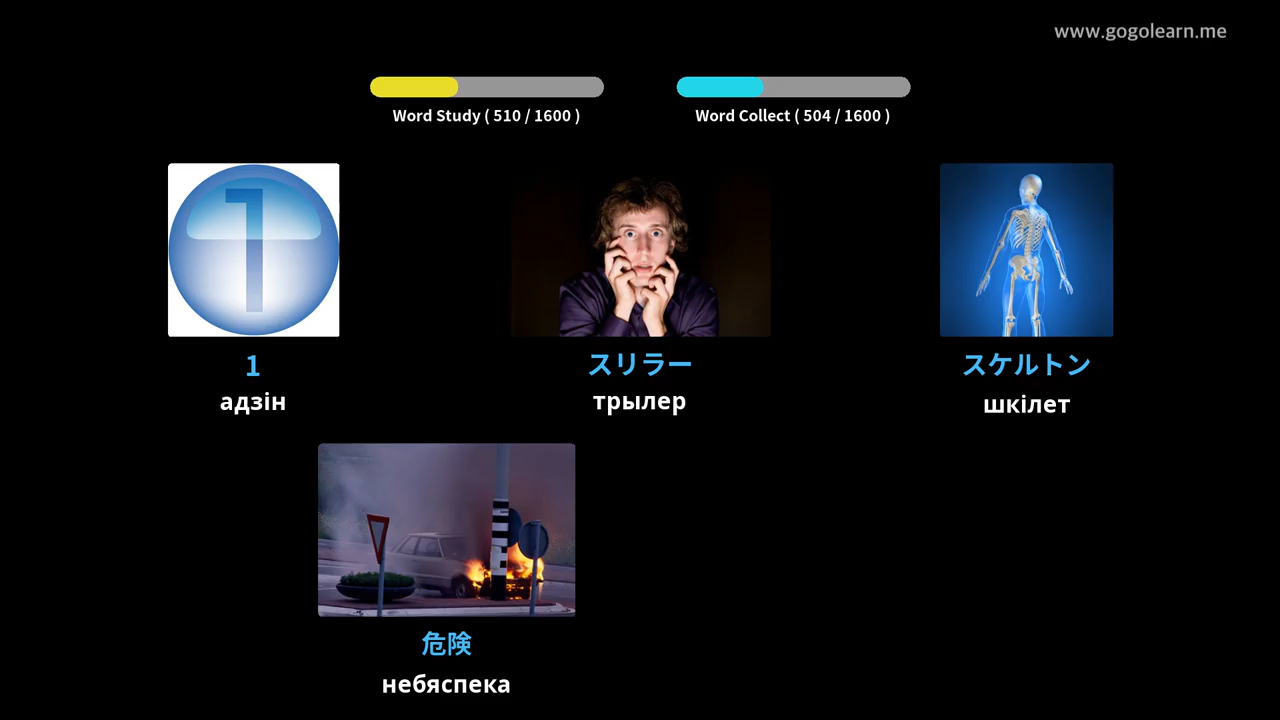 www.gogolearn.me
Word Study ( 510 / 1600 )
Word Collect ( 504 / 1600 )
1
1
адзін
スリラー
трылер
スケルトン
шкілет
危険
небяспека